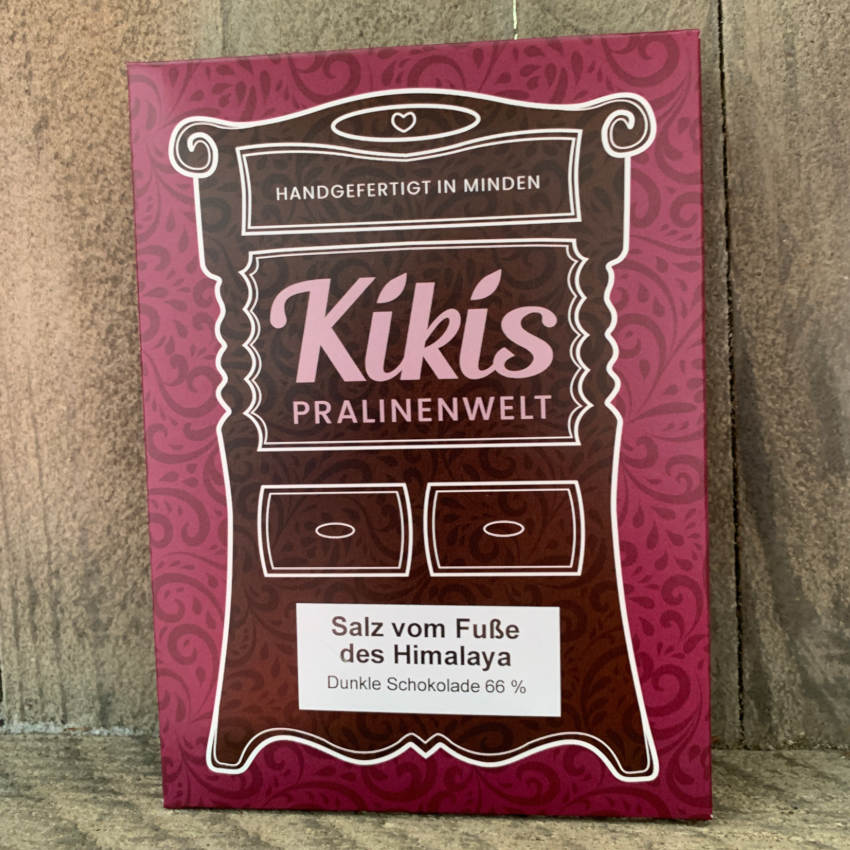 HANDGEFERTIGT IN MINDEN
Kikis
PRALINENWELT
Salz vom Fuße
des Himalaya
Dunkle Schokolade 66 %